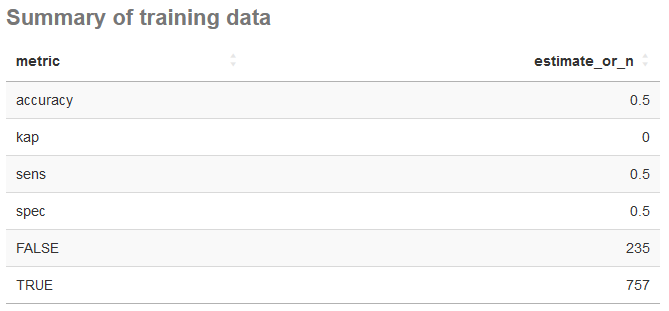 Summary of training data
metric estimate_or_n
accuracy 0.5
kap 0
sens 0.5
spec 0.5
FALSE 235
TRUE 757